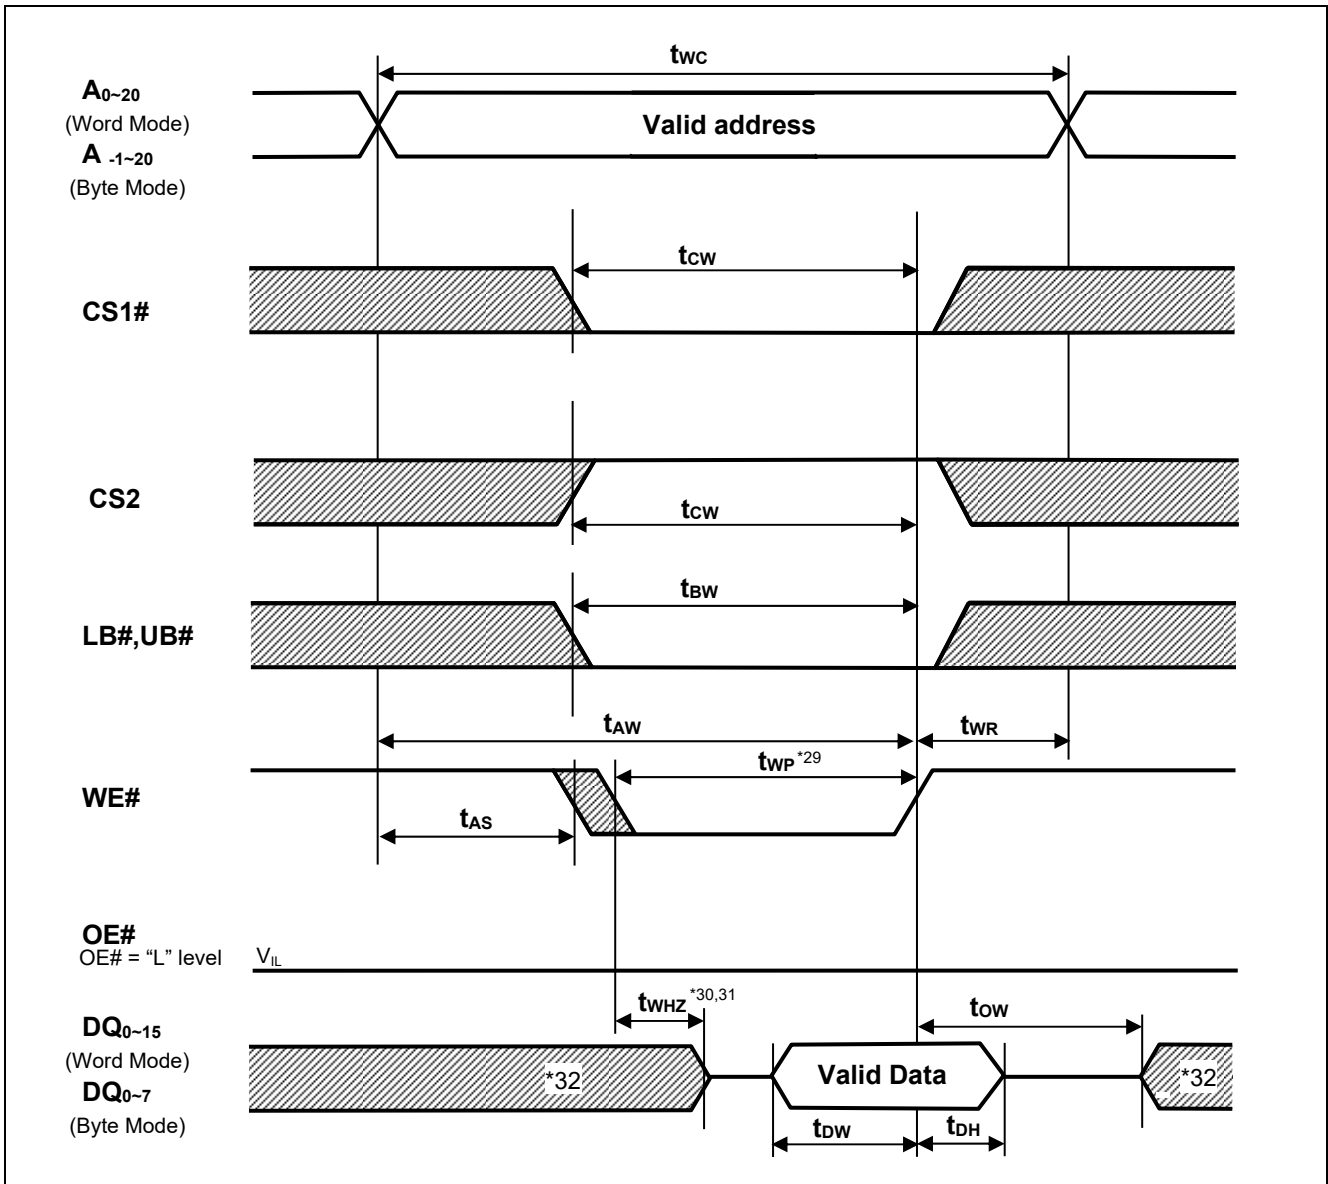 tWC
A0~20
(Word Mode)
A -1~20
(Byte Mode)
Valid address
tCW
CS1#
CS2
tCW
tBW
LB#,UB#
tAW
tWR
tWP *29
WE#
tAS
OE#
OE# = “L” level VIL
tWHZ *30,31
tOW
DQ0~15
(Word Mode)
DQ0~7
(Byte Mode)
*32
Valid Data
*32
tDW
tDH